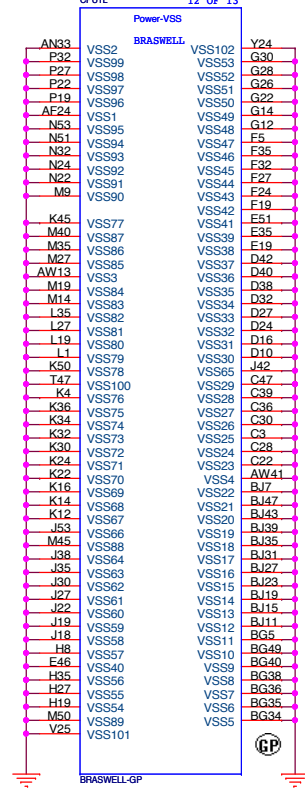 12 OF 13
Power-VSS
BRASWELL
AN33 VSS2 VSS102 Y24
P32 VSS99 VSS53 G30
P27 VSS98 VSS52 G28
P22 VSS97 VSS51 G26
P19 VSS96 VSS50 G22
AF24 VSS1 VSS49 G14
N53 VSS95 VSS48 G12
N51 VSS94 VSS47 F5
N32 VSS93 VSS46 F35
N24 VSS92 VSS45 F32
N22 VSS91 VSS44 F27
M9 VSS90 VSS43 F24
VSS42 F19
K45 VSS77 VSS41 E51
M40 VSS87 VSS39 E35
M35 VSS86 VSS38 E19
M27 VSS85 VSS37 D42
AW13 VSS3 VSS36 D40
M19 VSS84 VSS35 D38
M14 VSS83 VSS34 D32
L35 VSS82 VSS33 D27
L27 VSS81 VSS32 D24
L19 VSS80 VSS31 D16
L1 VSS79 VSS30 D10
K50 VSS78 VSS65 J42
T47 VSS100 VSS29 C47
K4 VSS76 VSS28 C39
K36 VSS75 VSS27 C36
K34 VSS74 VSS26 C30
K32 VSS73 VSS25 C3
K30 VSS72 VSS24 C28
K24 VSS71 VSS23 C22
K22 VSS70 VSS4 AW41
K16 VSS69 VSS22 BJ7
K14 VSS68 VSS21 BJ47
K12 VSS67 VSS20 BJ43
J53 VSS66 VSS19 BJ39
M45 VSS88 VSS18 BJ35
J38 VSS64 VSS17 BJ31
J35 VSS63 VSS16 BJ27
J30 VSS62 VSS15 BJ23
J27 VSS61 VSS14 BJ19
J22 VSS60 VSS13 BJ15
J19 VSS59 VSS12 BJ11
J18 VSS58 VSS11 BG5
H8 VSS57 VSS10 BG49
E46 VSS40 VSS9 BG40
H35 VSS56 VSS8 BG38
H27 VSS55 VSS7 BG36
H19 VSS54 VSS6 BG35
M50 VSS89 VSS5 BG34
V25 VSS101
GP
BRASWELL-GP